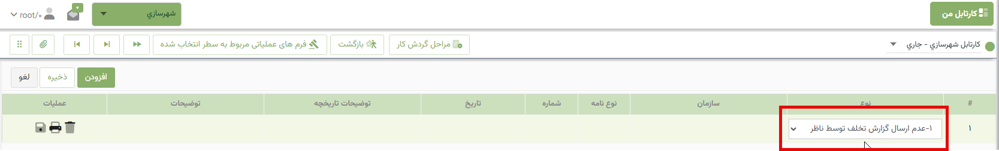 کارتابل من
شهرسازي
۰
root/۰
کارتابل شهرسازي - جاري
مراحل گردش کار
بازگشت
فرم های عملیاتی مربوط به سطر انتخاب شده
افزودن
ذخیره
لغو
# نوع سازمان نوع نامه شماره تاریخ توضیحات تاریخچه توضیحات عملیات
۱ ۱-عدم ارسال گزارش تخلف توسط ناظر